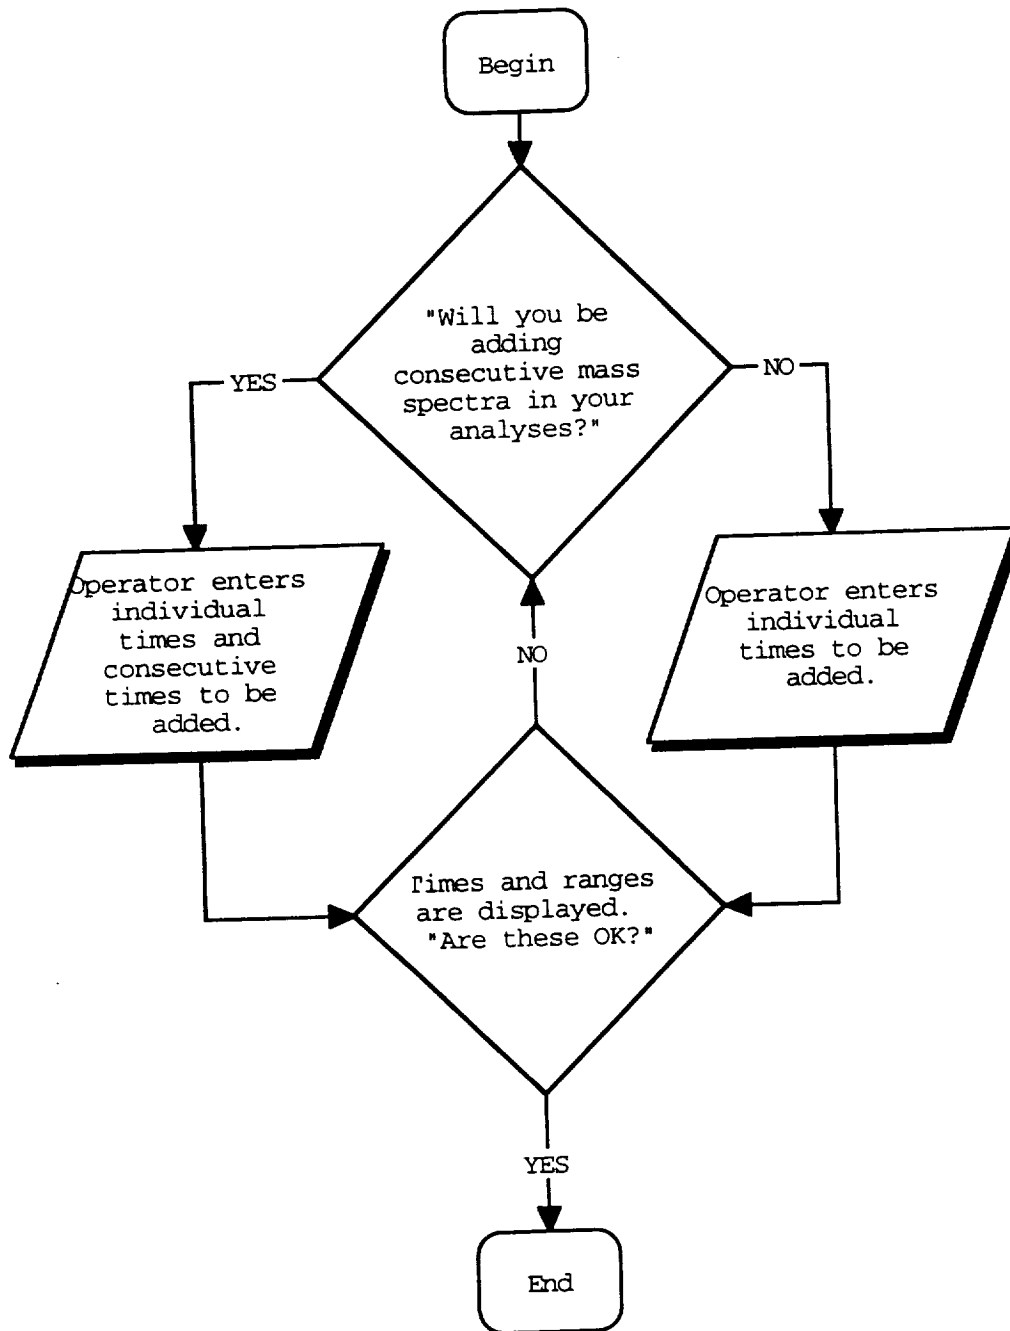 Begin
"Will you be
adding
consecutive mass
spectra in your
analyses?"
YES
NO
Operator enters
individual
times and
consecutive
times to be
added.
Operator enters
individual
times to be
added.
NO
Times and ranges
are displayed.
"Are these OK?"
YES
End